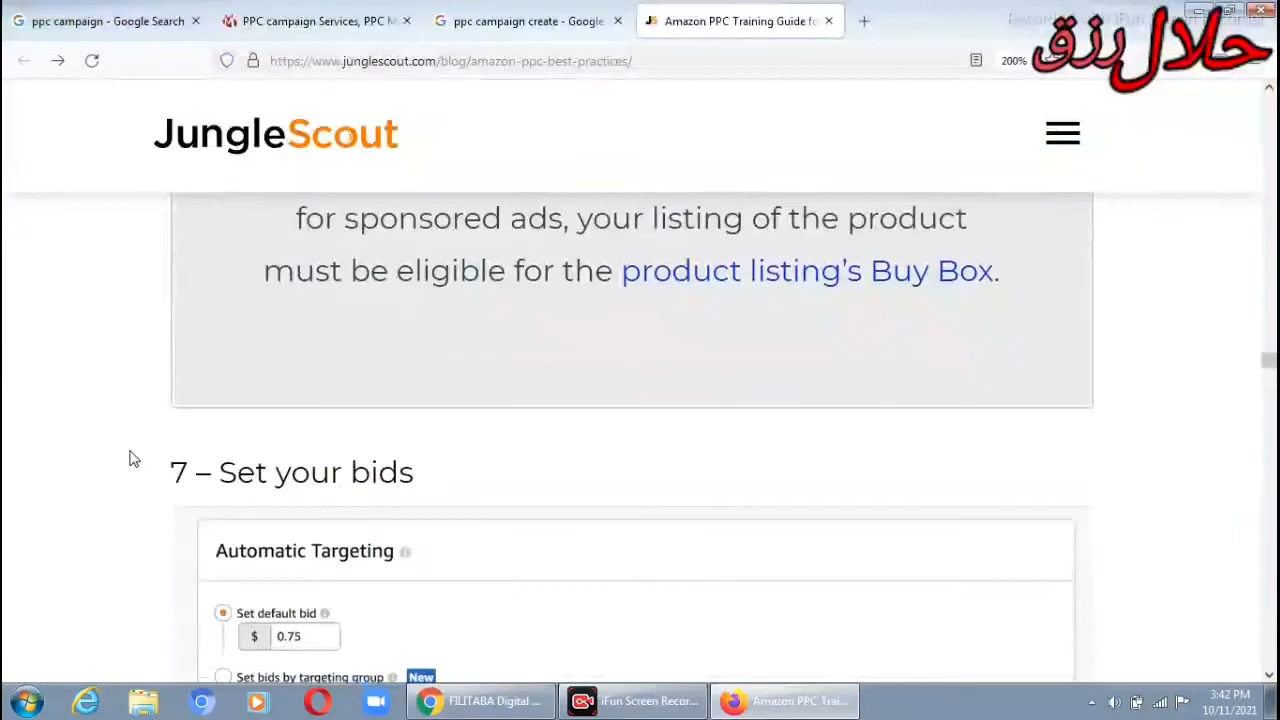 ppc campaign - Google Search
PPC campaign Services, PPC M
ppc campaign create - Google
Amazon PPC Training Guide fo
https://www.junglescout.com/blog/amazon-ppc-best-practices/
200%
حلال رزق
JungleScout
for sponsored ads, your listing of the product
must be eligible for the product listing's Buy Box.
7 – Set your bids
Automatic Targeting
Set default bid
$ 0.75
Set bids by targeting group New
FILITABA Digital ...
iFun Screen Recor...
Amazon PPC Trai...
3:42 PM
10/11/2021